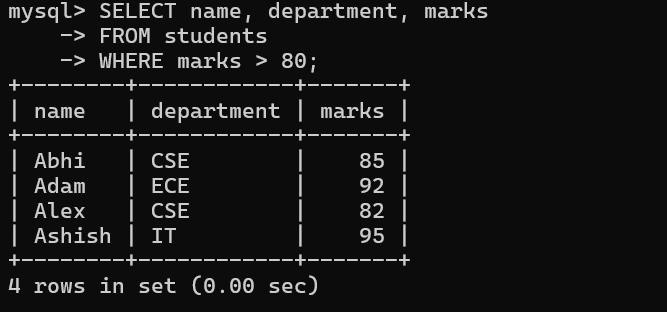 mysql> SELECT name, department, marks
    -> FROM students
    -> WHERE marks > 80;
+--------+------------+-------+
| name   | department | marks |
+--------+------------+-------+
| Abhi   | CSE        |    85 |
| Adam   | ECE        |    92 |
| Alex   | CSE        |    82 |
| Ashish | IT         |    95 |
+--------+------------+-------+
4 rows in set (0.00 sec)